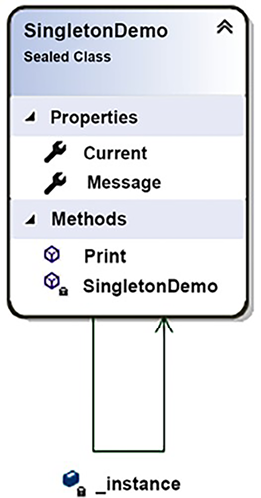 SingletonDemo
Sealed Class
Properties
Current
Message
Methods
Print
SingletonDemo
_instance